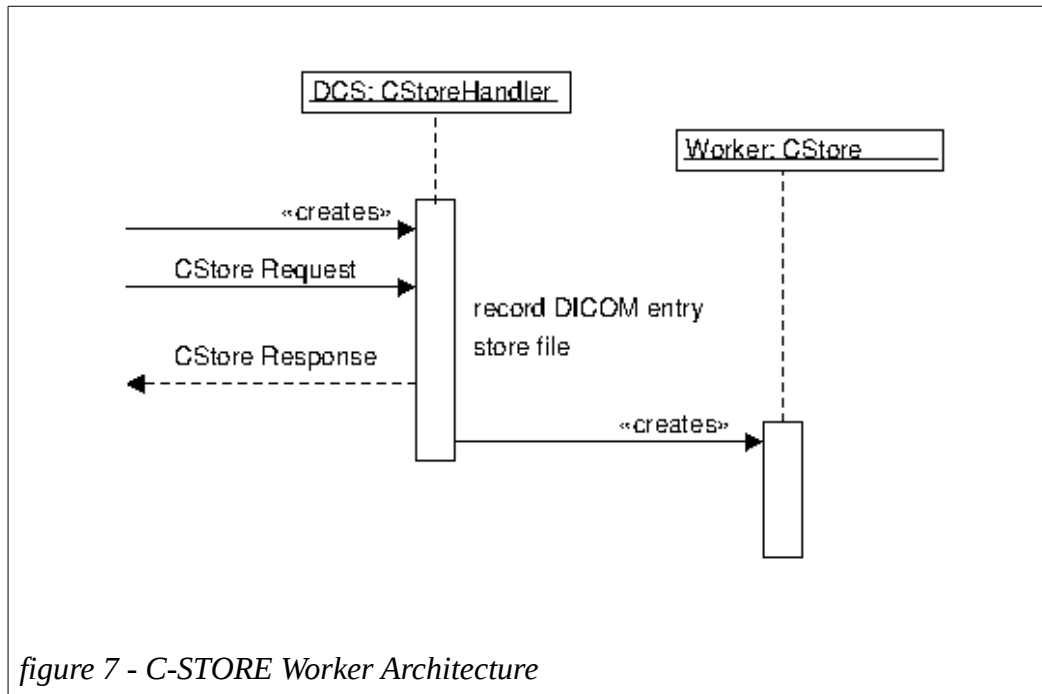 DCS: CStoreHandler
Worker: CStore
«creates»
CStore Request
record DICOM entry
store file
CStore Response
«creates»
figure 7 - C-STORE Worker Architecture